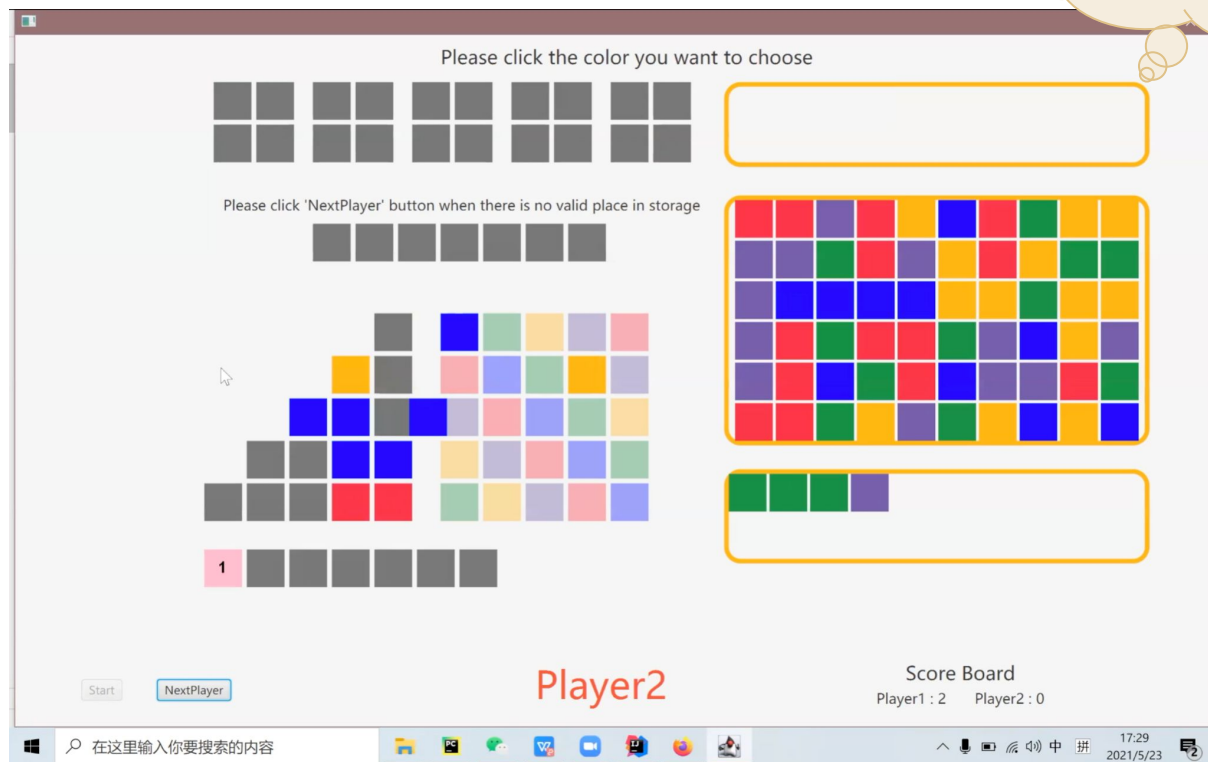 Please click the color you want to choose
Please click 'NextPlayer' button when there is no valid place in storage
1
Player2
Score Board
Start
NextPlayer
Player1 : 2 Player2 : 0
在这里输入你要搜索的内容
PC
中
拼
17:29
2021/5/23
2